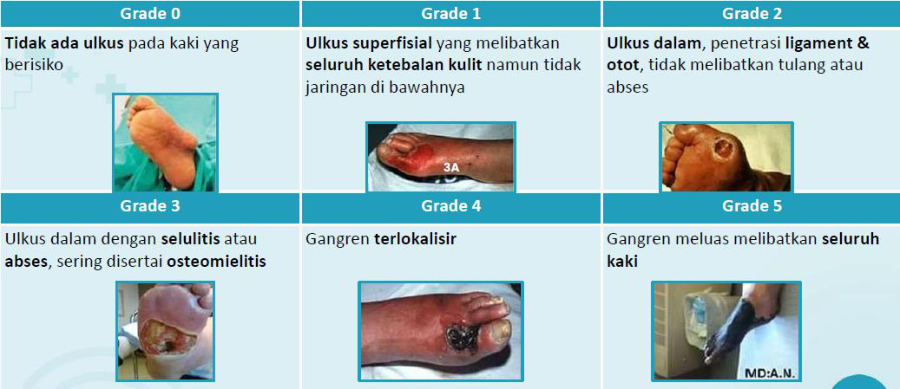 Grade 0
Grade 1
Grade 2
Tidak ada ulkus pada kaki yang
berisiko
Ulkus superfisial yang melibatkan
seluruh ketebalan kulit namun tidak
jaringan di bawahnya
3A
Ulkus dalam, penetrasi ligament &
otot, tidak melibatkan tulang atau
abses
Grade 3
Grade 4
Grade 5
Ulkus dalam dengan selulitis atau
abses, sering disertai osteomielitis
Gangren terlokalisir
Gangren meluas melibatkan seluruh
kaki
MD:A.N.